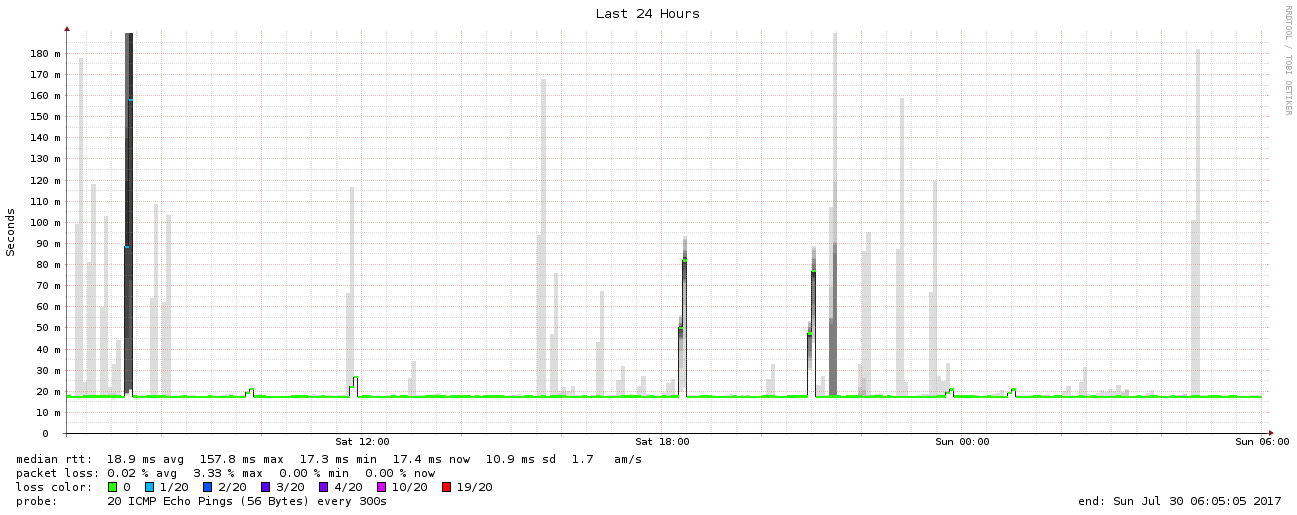 Last 24 Hours
RRDTOOL / TOBI OETIKER
Seconds
180 m
170 m
160 m
150 m
140 m
130 m
120 m
110 m
100 m
90 m
80 m
70 m
60 m
50 m
40 m
30 m
20 m
10 m
0
Sat 12:00 Sat 18:00 Sun 00:00 Sun 06:00
median rtt: 18.9 ms avg 157.8 ms max 17.3 ms min 17.4 ms now 10.9 ms sd 1.7 am/s
packet loss: 0.02 % avg 3.33 % max 0.00 % min 0.00 % now
loss color: 0 1/20 2/20 3/20 4/20 10/20 19/20
probe: 20 ICMP Echo Pings (56 Bytes) every 300s end: Sun Jul 30 06:05:05 2017